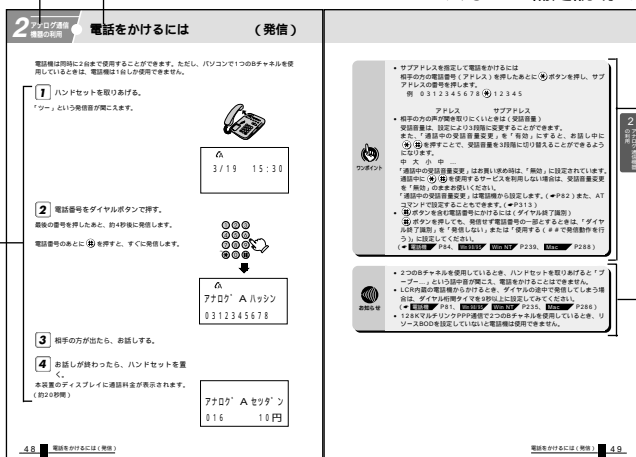 2 アナログ通信
機器の利用
電話をかけるには (発信)
電話機は同時に2台まで使用することができます。ただし、パソコンで1つのBチャネルを使
用しているときは、電話機は1台しか使用できません。
1 ハンドセットを取りあげる。
「ツー」という発信音が聞こえます。
3/19 15:30
2 電話番号をダイヤルボタンで押す。
最後の番号を押したあと、約4秒後に発信します。
電話番号のあとに#を押すと、すぐに発信します。
アナログ A ハッシン
0312345678
3 相手の方が出たら、お話しする。
4 お話しが終わったら、ハンドセットを置
く。
本装置のディスプレイに通話料金が表示されます。
(約20秒間)
アナログ A セツダン
016 10円
48 電話をかけるには(発信)
• サブアドレスを指定して電話をかけるには
相手の方の電話番号(アドレス)を押したあとに*ボタンを押し、サブ
アドレスの番号を押します。
例 0312345678*12345
アドレス サブアドレス
• 相手の方の声が聞き取りにくいときは(受話音量)
受話音量は、設定により3段階に変更することができます。
また、「通話中の受話音量変更」を「有効」にすると、お話し中に
*#を押すことで、受話音量を3段階に切り替えることができるよう
になります。
中 大 小 中 …
「通話中の受話音量変更」はお買い求め時は、「無効」に設定されています。
通話中に*#を使用するサービスを利用しない場合は、受話音量変更
を「無効」のままお使いください。
「通話中の受話音量変更」は電話機から設定します。(☛P82)また、AT
コマンドで設定することもできます。(☛P313)
• #ボタンを含む電話番号にかけるには(ダイヤル終了識別)
#ボタンを押しても、発信せず電話番号の一部とするときは、「ダイヤ
ル終了識別」を「発信しない」または「使用する(##で発信動作を行
う)」に設定してください。
(☛ 電話機 P84、Win 98/95 Win NT P239、Mac P288)
ワンポイント
• 2つのBチャネルを使用しているとき、ハンドセットを取りあげると「プ
ープー…」という話中音が聞こえ、電話をかけることはできません。
• LCR内蔵の電話機からかけるとき、ダイヤルの途中で発信してしまう場
合は、ダイヤル桁間タイマを9秒以上に設定してみてください。
(☛ 電話機 P81、Win 98/95 Win NT P235、Mac P286)
• 128KマルチリンクPPP通信で2つのBチャネルを使用しているとき、リ
ソースBODを設定していないと電話機は使用できません。
お知らせ
2
アナログ通信機器
の利用
電話をかけるには(発信) 49